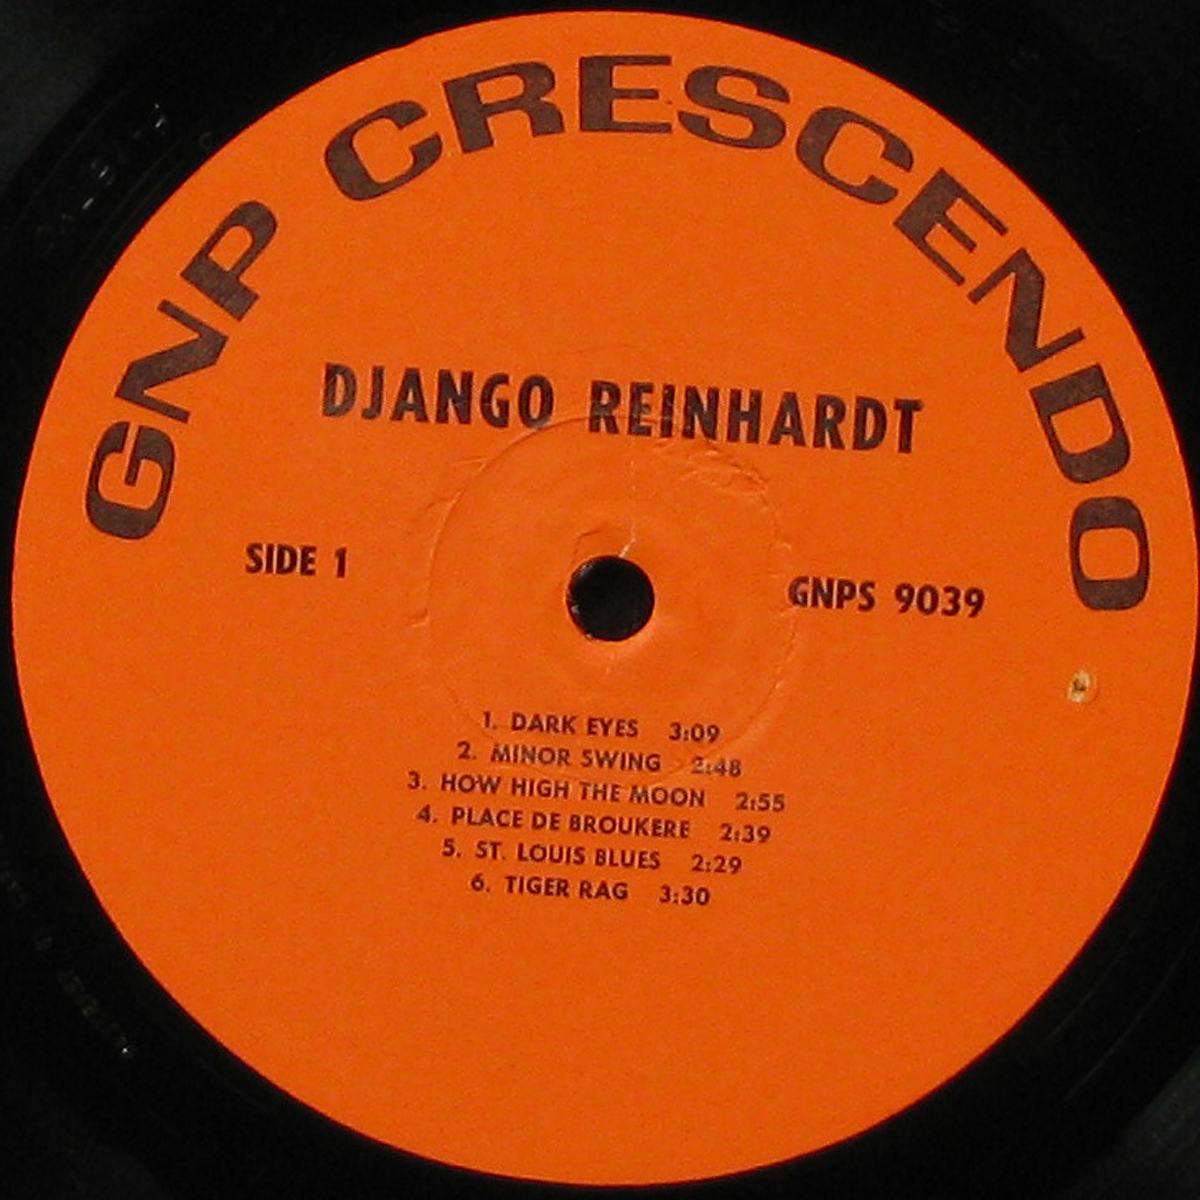 GNP CRESCENDO
DJANGO REINHARDT
SIDE 1
GNPS 9039
1. DARK EYES 3:09
2. MINOR SWING 2:48
3. HOW HIGH THE MOON 2:55
4. PLACE DE BROUKERE 2:39
5. ST. LOUIS BLUES 2:29
6. TIGER RAG 3:30